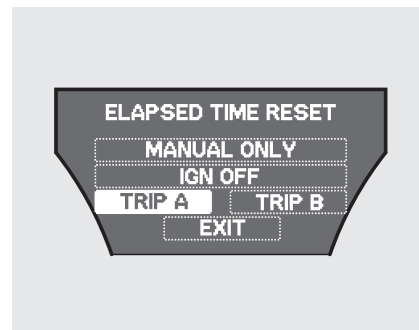 ELAPSED TIME RESET
MANUAL ONLY
IGN OFF
TRIP A TRIP B
EXIT